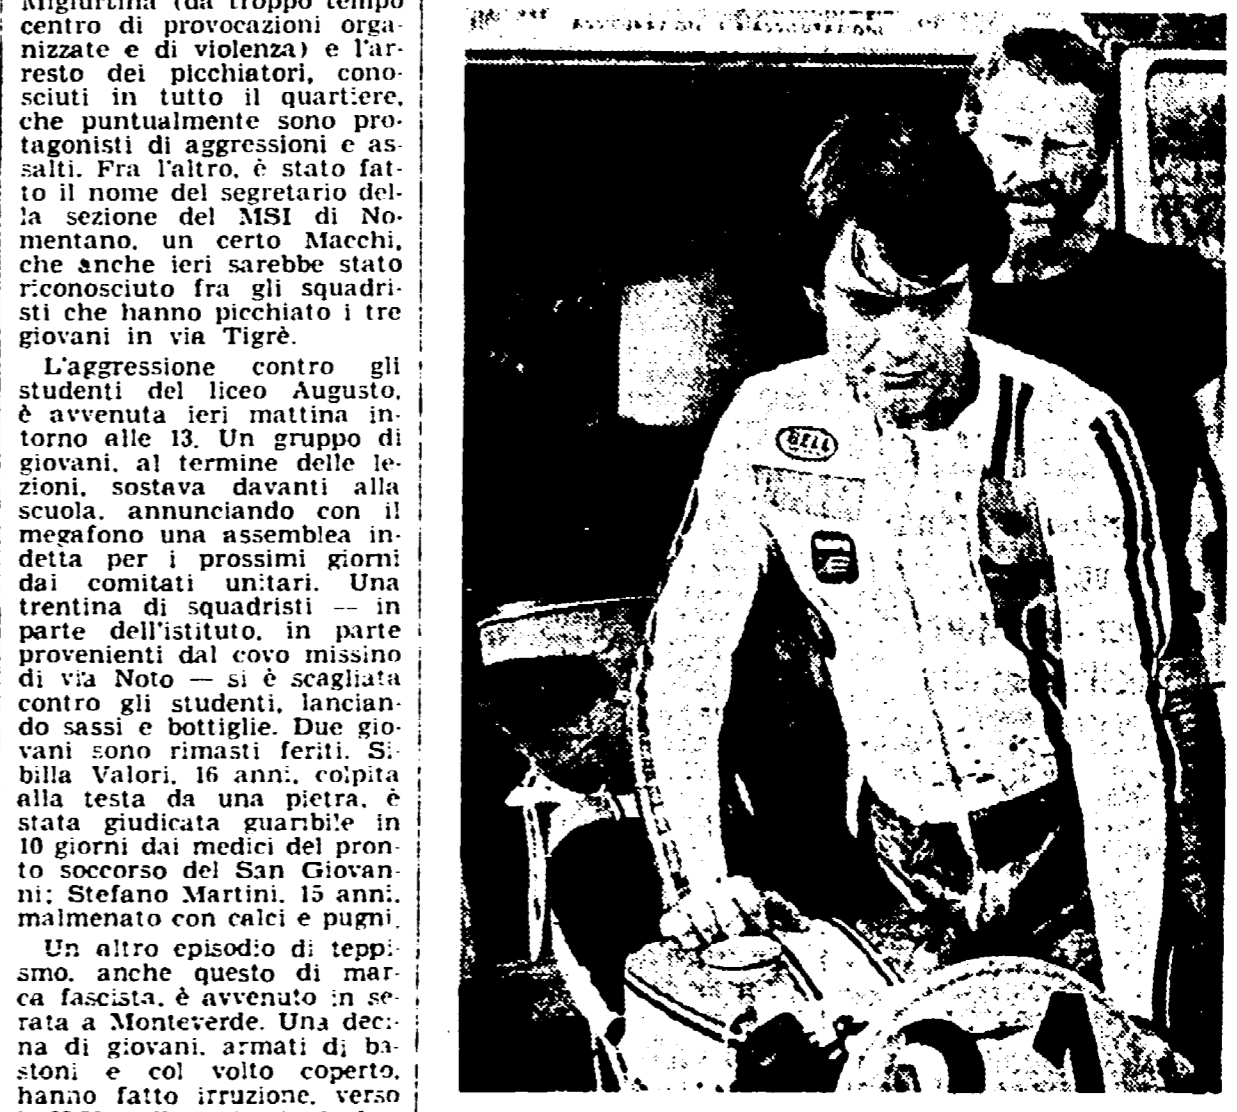 Migiurtina (da troppo tempo
centro di provocazioni orga-
nizzate e di violenza) e l'ar-
resto dei picchiatori, cono-
sciuti in tutto il quartiere,
che puntualmente sono pro-
tagonisti di aggressioni e as-
salti. Fra l'altro, è stato fat-
to il nome del segretario del-
la sezione del MSI di No-
mentano, un certo Macchi,
che anche ieri sarebbe stato
riconosciuto fra gli squadri-
sti che hanno picchiato i tre
giovani in via Tigrè.
L'aggressione contro gli
studenti del liceo Augusto,
è avvenuta ieri mattina in-
torno alle 13. Un gruppo di
giovani, al termine delle le-
zioni, sostava davanti alla
scuola, annunciando con il
megafono una assemblea in-
detta per i prossimi giorni
dai comitati unitari. Una
trentina di squadristi — in
parte dell'istituto, in parte
provenienti dal covo missino
di via Noto — si è scagliata
contro gli studenti, lancian-
do sassi e bottiglie. Due gio-
vani sono rimasti feriti. Si-
billa Valori, 16 anni, colpita
alla testa da una pietra, è
stata giudicata guaribile in
10 giorni dai medici del pron-
to soccorso del San Giovan-
ni; Stefano Martini, 15 anni,
malmenato con calci e pugni.
Un altro episodio di teppi-
smo, anche questo di mar-
ca fascista, è avvenuto in se-
rata a Monteverde. Una deci-
na di giovani, armati di ba-
stoni e col volto coperto,
hanno fatto irruzione, verso
BELL